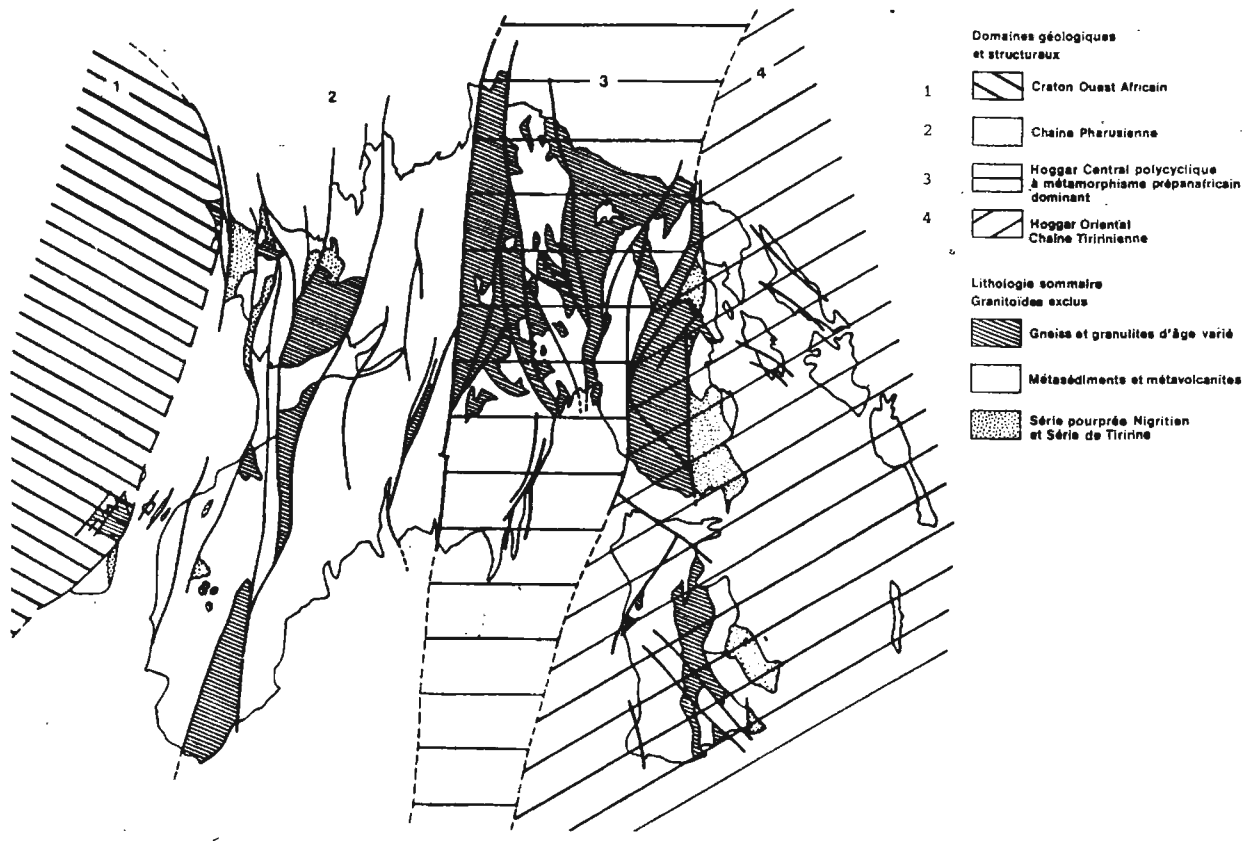 1
2
3
4
Domaines géologiques
et structuraux
1 Craton Ouest Africain
2 Chaîne Pharusienne
3 Hoggar Central polycyclique
à métamorphisme prépanafricain
dominant
4 Hoggar Oriental
Chaîne Tiririnienne
Lithologie sommaire
Granitoïdes exclus
Gneiss et granulites d'âge varié
Métasédiments et métavolcanites
Série pourprée Nigritien
et Série de Tiririne